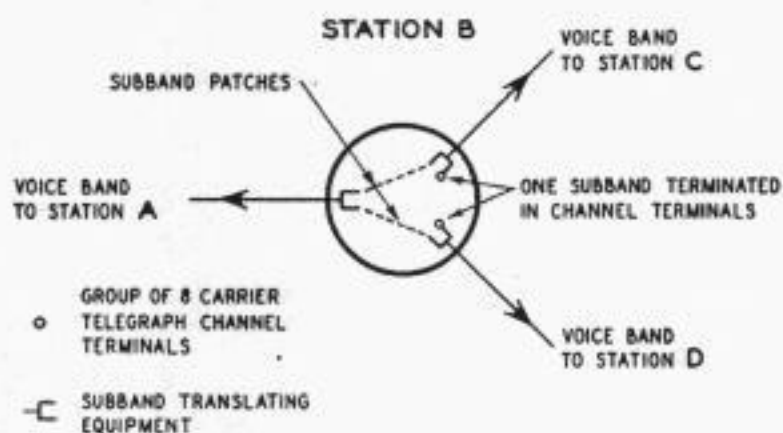 STATION B
VOICE BAND
TO STATION C
SUBBAND PATCHES
VOICE BAND
TO STATION A
ONE SUBBAND TERMINATED
IN CHANNEL TERMINALS
GROUP OF 8 CARRIER
TELEGRAPH CHANNEL
TERMINALS
VOICE BAND
TO STATION D
SUBBAND TRANSLATING
EQUIPMENT